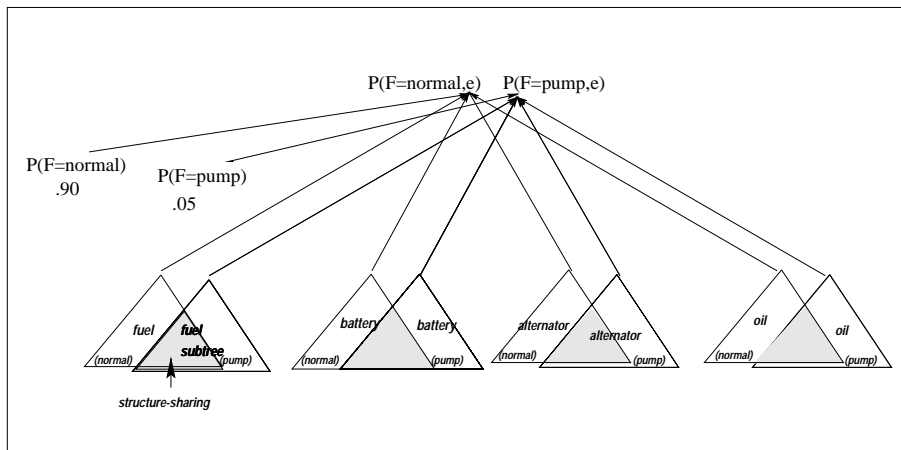 P(F=normal,e) P(F=pump,e)
P(F=normal)
.90
P(F=pump)
.05
fuel
fuel
subtree
(normal)
(pump)
structure-sharing
battery
battery
(normal)
(pump)
alternator
alternator
(normal)
(pump)
oil
oil
(normal)
(pump)